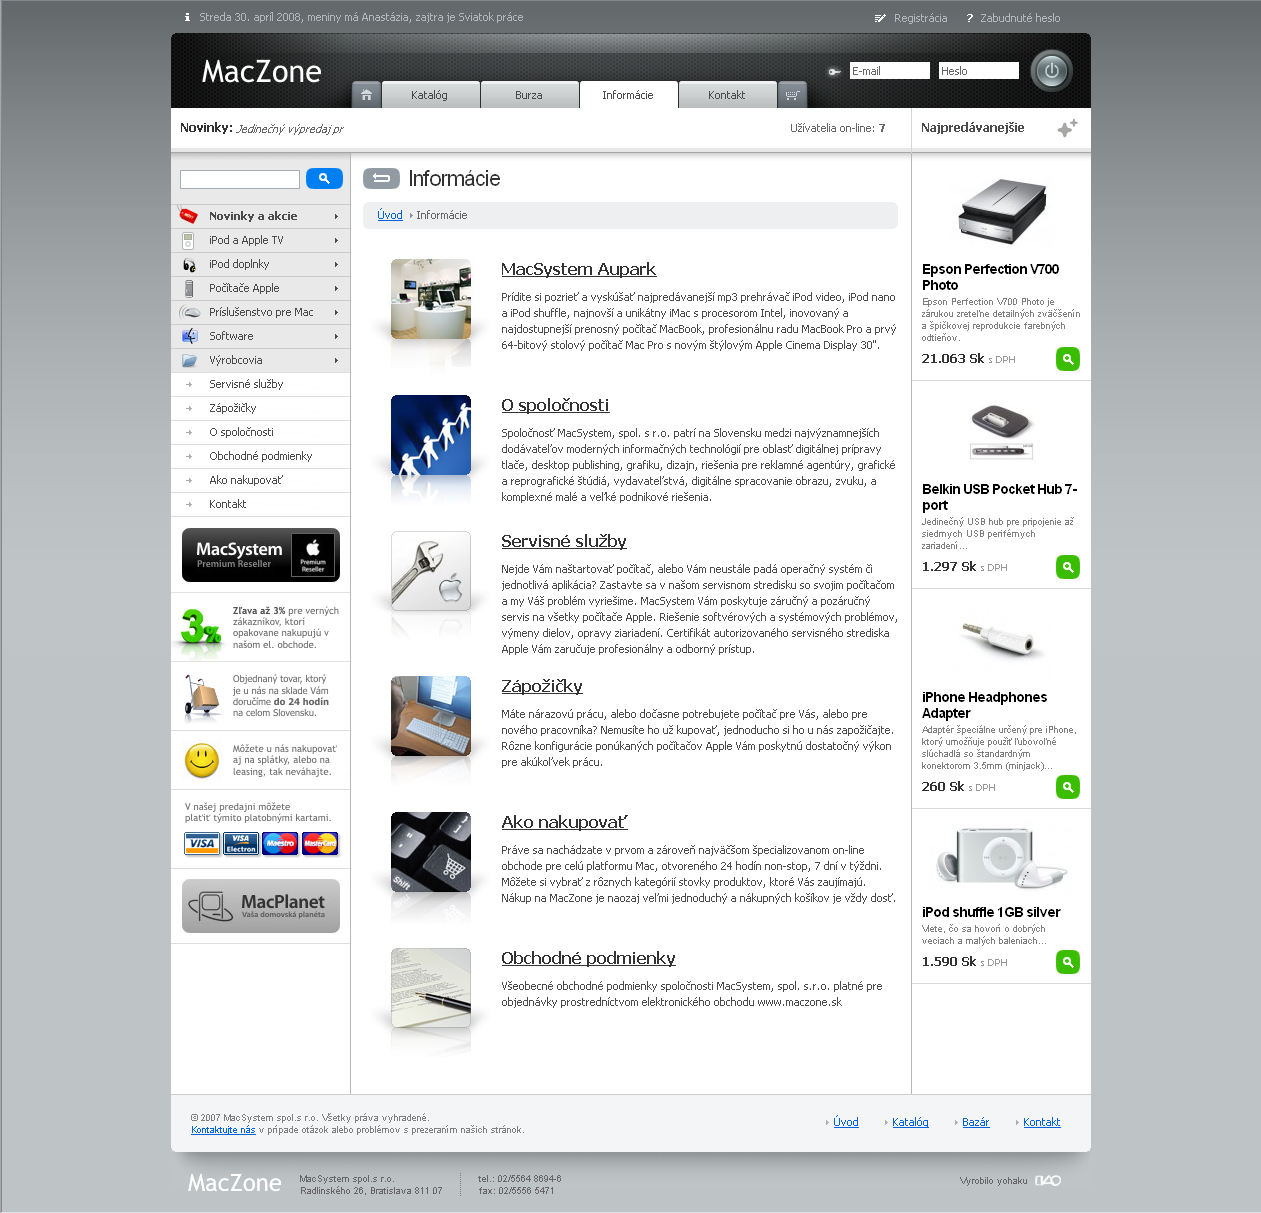 Streda 30. apríl 2008, meniny má Anastázia, zajtra je Sviatok práce
Registrácia
Zabudnuté heslo
MacZone
E-mail
Heslo
Katalóg
Burza
Informácie
Kontakt
Novinky: Jedinečný výpredaj pr
Užívatelia on-line: 7
Najpredávanejšie
Novinky a akcie
iPod a Apple TV
iPod doplnky
Počítače Apple
Príslušenstvo pre Mac
Software
Výrobcovia
Servisné služby
Zápožičky
O spoločnosti
Obchodné podmienky
Ako nakupovať
Kontakt
MacSystem
Premium Reseller
Premium
Reseller
3%
Zľava až 3% pre verných
zákazníkov, ktorí
opakovane nakupujú v
našom el. obchode.
Objednaný tovar, ktorý
je u nás na sklade Vám
doručíme do 24 hodín
na celom Slovensku.
Môžete u nás nakupovať
aj na splátky, alebo na
leasing, tak neváhajte.
V našej predajni môžete
platiť týmito platobnými kartami.
VISA
VISA
Electron
Maestro
MasterCard
MacPlanet
Vaša domovská planéta
Informácie
Úvod
Informácie
MacSystem Aupark
Prídite si pozrieť a vyskúšať najpredávanejší mp3 prehrávač iPod video, iPod nano
a iPod shuffle, najnovší a unikátny iMac s procesorom Intel, inovovaný a
najdostupnejší prenosný počítač MacBook, profesionálnu radu MacBook Pro a prvý
64-bitový stolový počítač Mac Pro s novým štýlovým Apple Cinema Display 30".
O spoločnosti
Spoločnosť MacSystem, spol. s r.o. patrí na Slovensku medzi najvýznamnejších
dodávateľov moderných informačných technológií pre oblasť digitálnej prípravy
tlače, desktop publishing, grafiku, dizajn, riešenia pre reklamné agentúry, grafické
a reprografické štúdiá, vydavateľstvá, digitálne spracovanie obrazu, zvuku, a
komplexné malé a veľké podnikové riešenia.
Servisné služby
Nejde Vám naštartovať počítač, alebo Vám neustále padá operačný systém či
jednotlivá aplikácia? Zastavte sa v našom servisnom stredisku so svojim počítačom
a my Váš problém vyriešime. MacSystem Vám poskytuje záručný a pozáručný
servis na všetky počítače Apple. Riešenie softvérových a systémových problémov,
výmeny dielov, opravy ziariadení. Certifikát autorizovaného servisného strediska
Apple Vám zaručuje profesionálny a odborný prístup.
Zápožičky
Máte nárazovú prácu, alebo dočasne potrebujete počítač pre Vás, alebo pre
nového pracovníka? Nemusíte ho už kupovať, jednoducho si ho u nás zapožičajte.
Rôzne konfigurácie ponúkaných počítačov Apple Vám poskytnú dostatočný výkon
pre akúkoľvek prácu.
Shift
Ako nakupovať
Práve sa nachádzate v prvom a zároveň najväčšom špecializovanom on-line
obchode pre celú platformu Mac, otvoreného 24 hodín non-stop, 7 dní v týždni.
Môžete si vybrať z rôznych kategórií stovky produktov, ktoré Vás zaujímajú.
Nákup na MacZone je naozaj veľmi jednoduchý a nákupných košíkov je vždy dosť.
Obchodné podmienky
Všeobecné obchodné podmienky spoločnosti MacSystem, spol. s.r.o. platné pre
objednávky prostredníctvom elektronického obchodu www.maczone.sk
Epson Perfection V700
Photo
Epson Perfection V700 Photo je
zárukou zreteľne detailných zväčšenín
a špičkovej reprodukcie farebných
odtieňov.
21.063 Sk s DPH
Belkin USB Pocket Hub 7-
port
Jedinečný USB hub pre pripojenie až
siedmych USB periférnych
zariadení...
1.297 Sk s DPH
iPhone Headphones
Adapter
Adaptér špeciálne určený pre iPhone,
ktorý umožňuje použiť ľubovoľné
slúchadlá so štandardným
konektorom 3,5mm (minjack)...
260 Sk s DPH
iPod shuffle 1GB silver
Viete, čo sa hovorí o dobrých
veciach a malých baleniach...
1.590 Sk s DPH
© 2007 MacSystem spol.s r.o. Všetky práva vyhradené.
Kontaktujte nás v prípade otázok alebo problémov s prezeraním našich stránok.
Úvod
Katalóg
Bazár
Kontakt
MacZone
MacSystem spol.s r.o.
Radlinského 26, Bratislava 811 07
tel.: 02/5564 8694-6
fax: 02/5556 5471
Vyrobilo yohaku